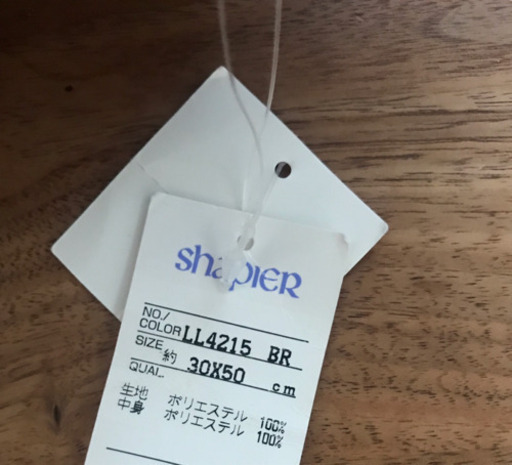 shapiER
NO./COLOR LL4215 BR
SIZE 約 30X50 cm
QUAL.
生地 ポリエステル 100%
中身 ポリエステル 100%